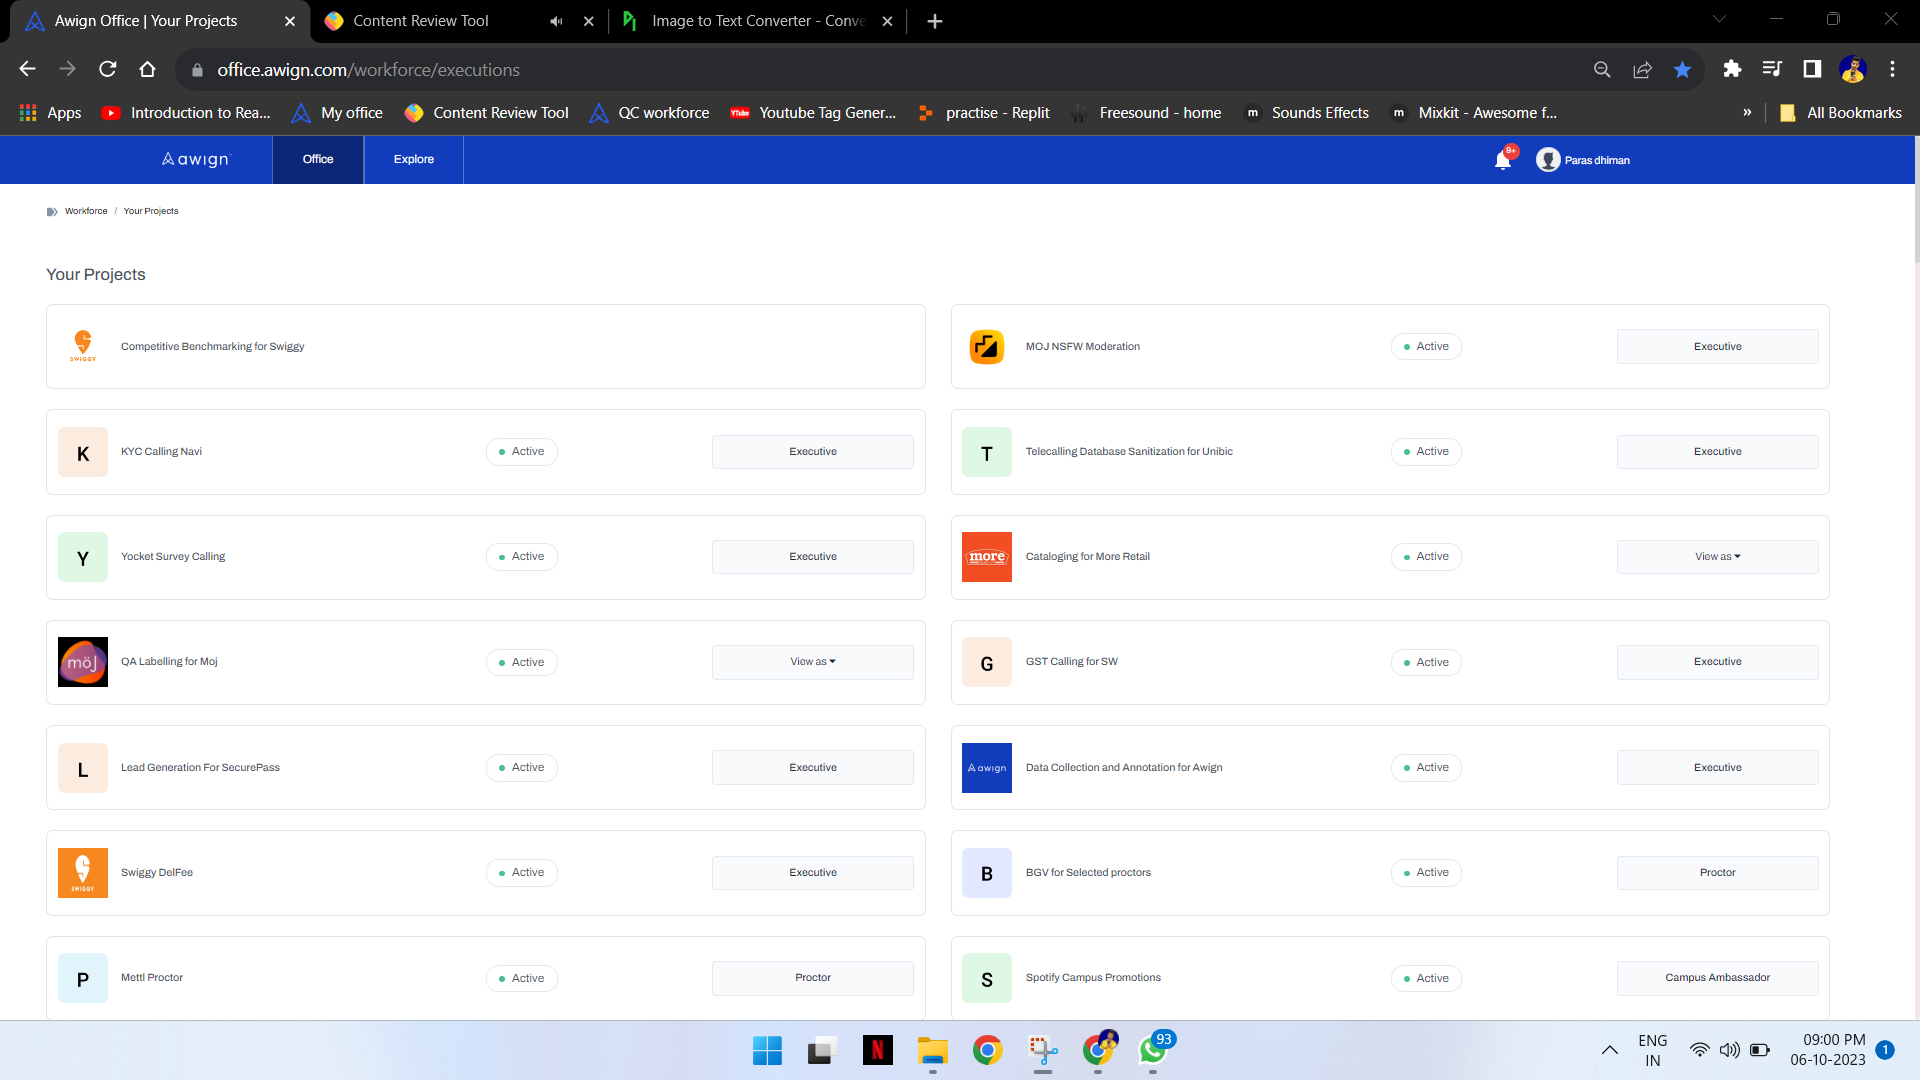 Awign Office | Your Projects
Content Review Tool
Image to Text Converter - Conve
office.awign.com/workforce/executions
Apps
Introduction to Rea...
My office
Content Review Tool
QC workforce
Youtube Tag Gener...
practise - Replit
Freesound - home
m Sounds Effects
m Mixkit - Awesome f...
»
All Bookmarks
awign
Office
Explore
9+
Paras dhiman
Workforce / Your Projects
Your Projects
SWIGGY
Competitive Benchmarking for Swiggy
MOJ NSFW Moderation
Active
Executive
K
KYC Calling Navi
Active
Executive
T
Telecalling Database Sanitization for Unibic
Active
Executive
Y
Yocket Survey Calling
Active
Executive
more
Cataloging for More Retail
Active
View as
möj
QA Labelling for Moj
Active
View as
G
GST Calling for SW
Active
Executive
L
Lead Generation For SecurePass
Active
Executive
awign
Data Collection and Annotation for Awign
Active
Executive
SWIGGY
Swiggy DelFee
Active
Executive
B
BGV for Selected proctors
Active
Proctor
P
Mettl Proctor
Active
Proctor
S
Spotify Campus Promotions
Active
Campus Ambassador
N
93
ENG
IN
09:00 PM
06-10-2023
1